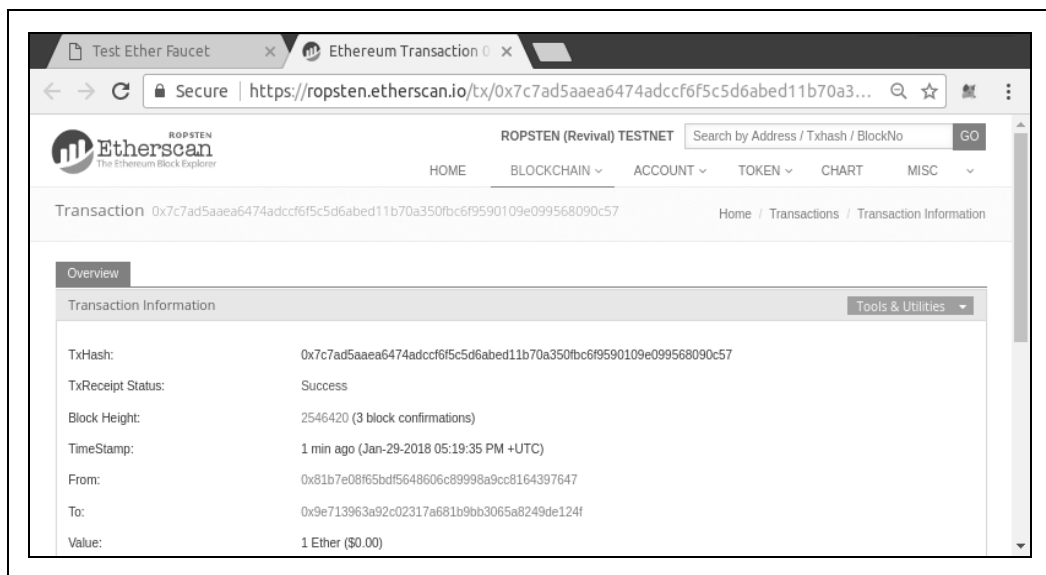 Test Ether Faucet
Ethereum Transaction 0
Secure https://ropsten.etherscan.io/tx/0x7c7ad5aaea6474adccf6f5c5d6abed11b70a3...
ROPSTEN
Etherscan
The Ethereum Block Explorer
ROPSTEN (Revival) TESTNET Search by Address / Txhash / BlockNo GO
HOME BLOCKCHAIN ACCOUNT TOKEN CHART MISC
Transaction 0x7c7ad5aaea6474adccf6f5c5d6abed11b70a350fbc6f9590109e099568090c57 Home / Transactions / Transaction Information
Overview
Transaction Information Tools & Utilities
TxHash: 0x7c7ad5aaea6474adccf6f5c5d6abed11b70a350fbc6f9590109e099568090c57
TxReceipt Status: Success
Block Height: 2546420 (3 block confirmations)
TimeStamp: 1 min ago (Jan-29-2018 05:19:35 PM +UTC)
From: 0x81b7e08f65bdf5648606c89998a9cc8164397647
To: 0x9e713963a92c02317a681b9bb3065a8249de124f
Value: 1 Ether ($0.00)